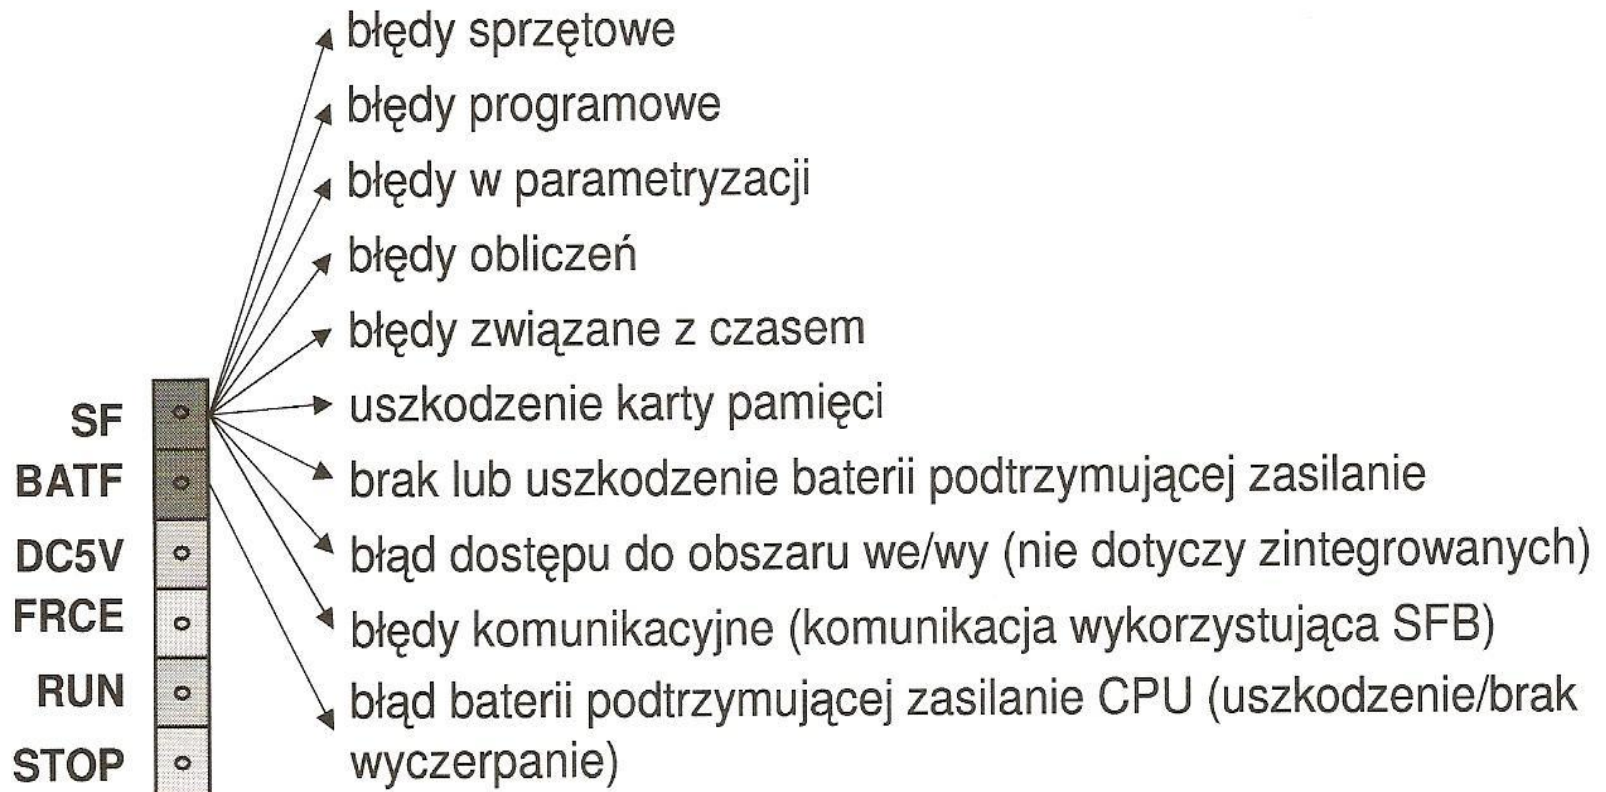 błędy sprzętowe
błędy programowe
błędy w parametryzacji
błędy obliczeń
błędy związane z czasem
SF
uszkodzenie karty pamięci
BATF
brak lub uszkodzenie baterii podtrzymującej zasilanie
DC5V
błąd dostępu do obszaru we/wy (nie dotyczy zintegrowanych)
FRCE
błędy komunikacyjne (komunikacja wykorzystująca SFB)
RUN
błąd baterii podtrzymującej zasilanie CPU (uszkodzenie/brak
STOP
wyczerpanie)